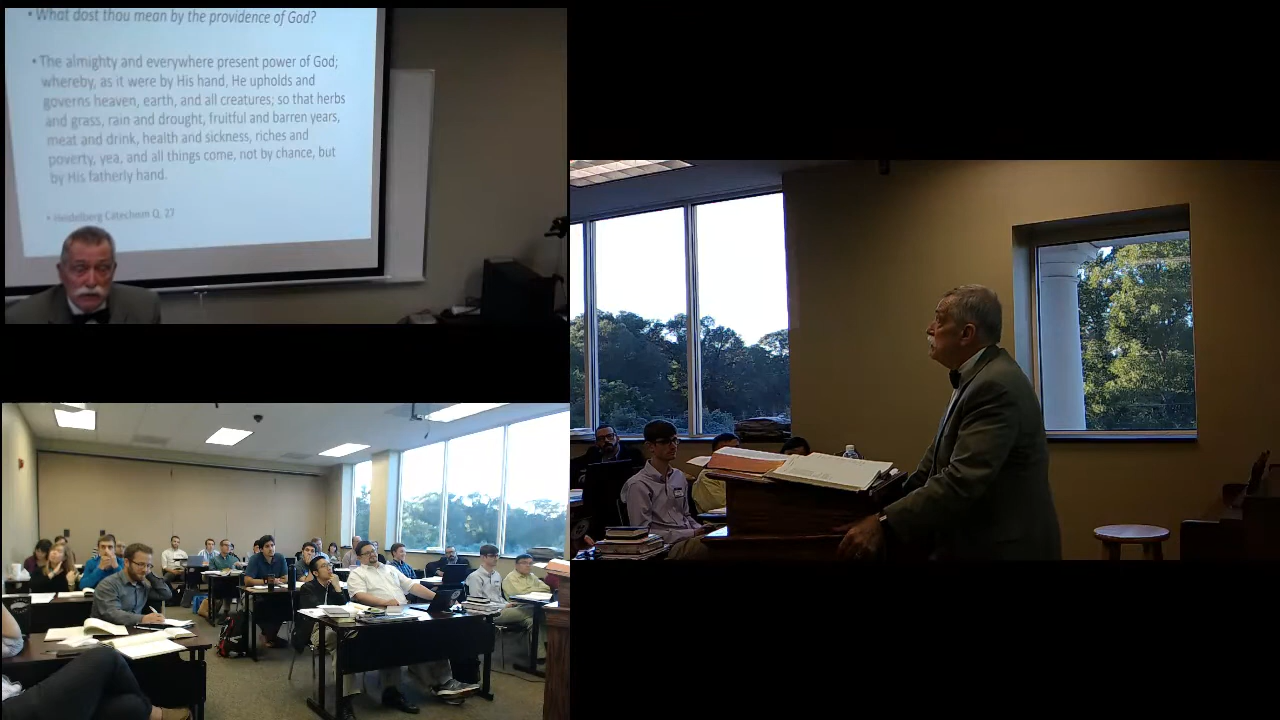 • What dost thou mean by the providence of God?
• The almighty and everywhere present power of God;
whereby, as it were by His hand, He upholds and
governs heaven, earth, and all creatures; so that herbs
and grass, rain and drought, fruitful and barren years,
meat and drink, health and sickness, riches and
poverty, yea, and all things come, not by chance, but
by His fatherly hand.
• Heidelberg Catechism Q. 27